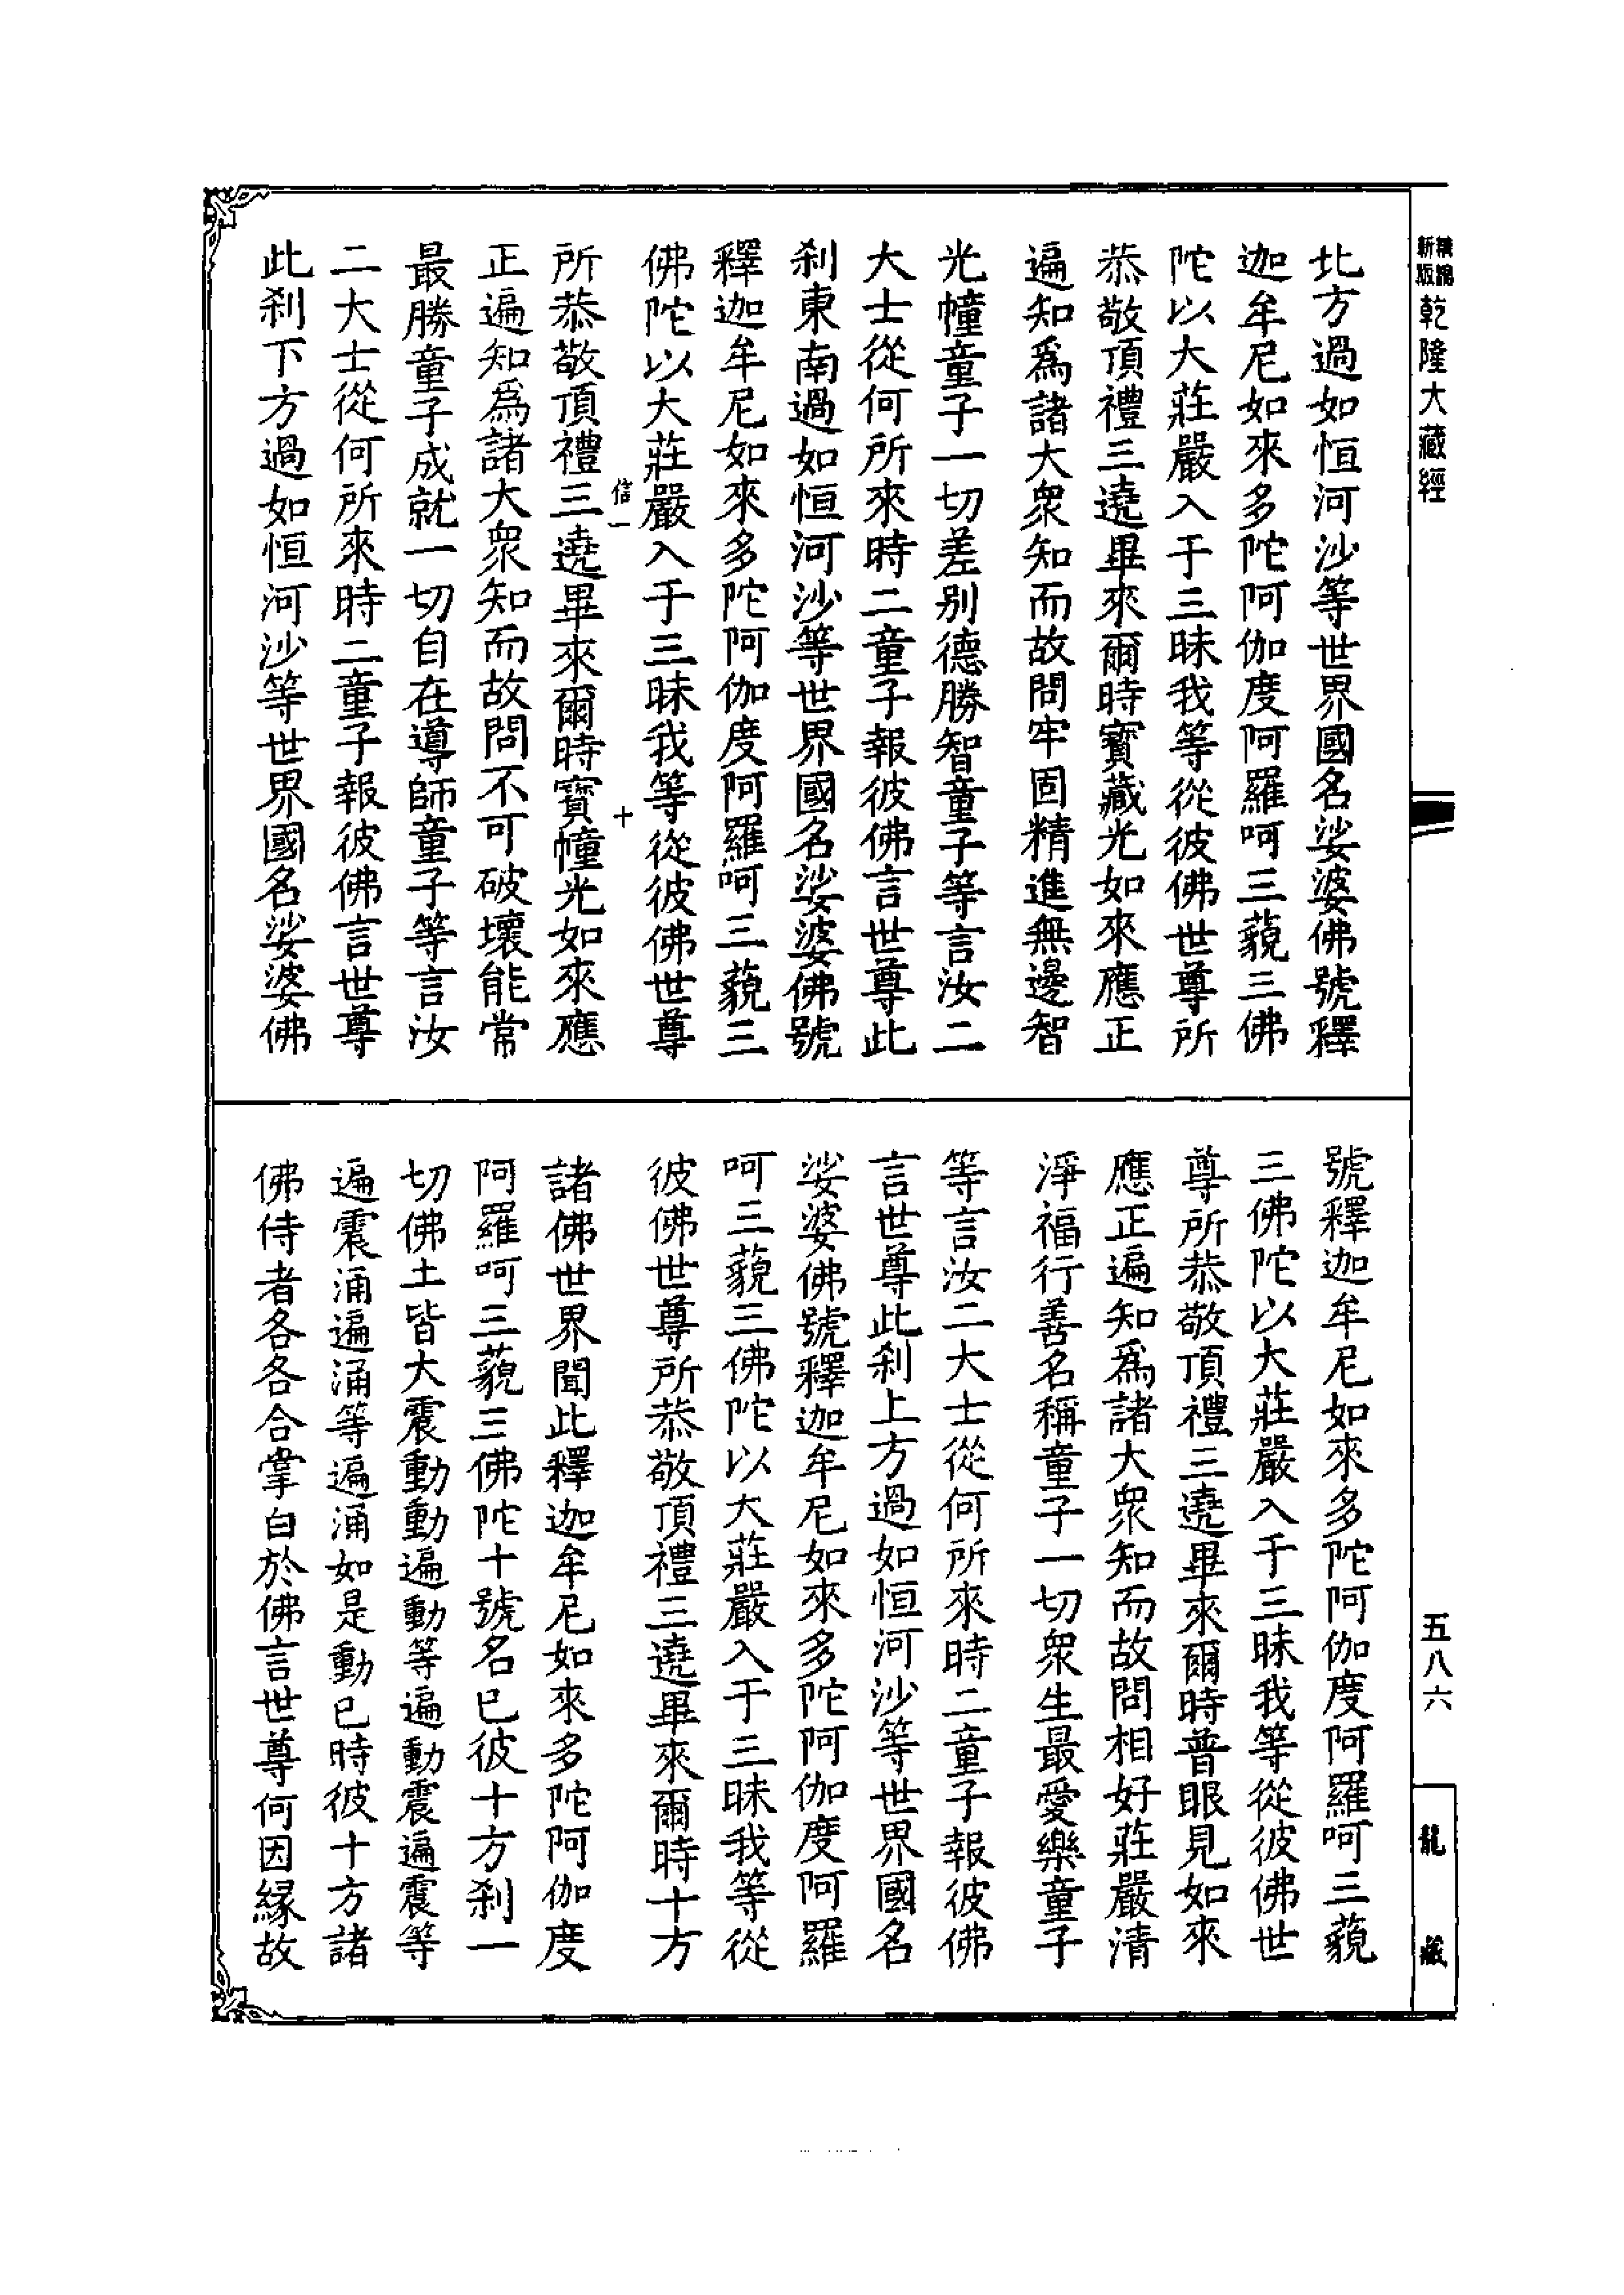 新版
精縮
乾隆大藏經
北方過如恒河沙等世界國名娑婆佛號釋
迦牟尼如來多陀阿伽度阿羅呵三藐三佛
陀以大莊嚴入于三昧我等從彼佛世尊所
恭敬頂禮三遶畢來爾時寶藏光如來應正
遍知爲諸大衆知而故問牢固精進無邊智
光幢童子一切差別德勝智童子等言汝二
大士從何所來時二童子報彼佛言世尊此
刹東南過如恒河沙等世界國名娑婆佛號
釋迦牟尼如來多陀阿伽度阿羅呵三藐三
佛陀以大莊嚴入于三昧我等從彼佛世尊
信一
十
所恭敬頂禮三遶畢來爾時寶幢光如來應
正遍知爲諸大衆知而故問不可破壞能常
最勝童子成就一切自在導師童子等言汝
二大士從何所來時二童子報彼佛言世尊
此刹下方過如恒河沙等世界國名娑婆佛
號釋迦牟尼如來多陀阿伽度阿羅呵三藐
三佛陀以大莊嚴入于三昧我等從彼佛世
尊所恭敬頂禮三遶畢來爾時普眼見如來
應正遍知爲諸大衆知而故問相好莊嚴清
淨福行善名稱童子一切衆生最愛樂童子
等言汝二大士從何所來時二童子報彼佛
言世尊此刹上方過如恒河沙等世界國名
娑婆佛號釋迦牟尼如來多陀阿伽度阿羅
呵三藐三佛陀以大莊嚴入于三昧我等從
彼佛世尊所恭敬頂禮三遶畢來爾時十方
諸佛世界聞此釋迦牟尼如來多陀阿伽度
阿羅呵三藐三佛陀十號名已彼十方刹一
切佛土皆大震動動遍動等遍動震遍震等
遍震涌遍涌等遍涌如是動已時彼十方諸
佛侍者各各合掌白於佛言世尊何因緣故
五八六
龍藏